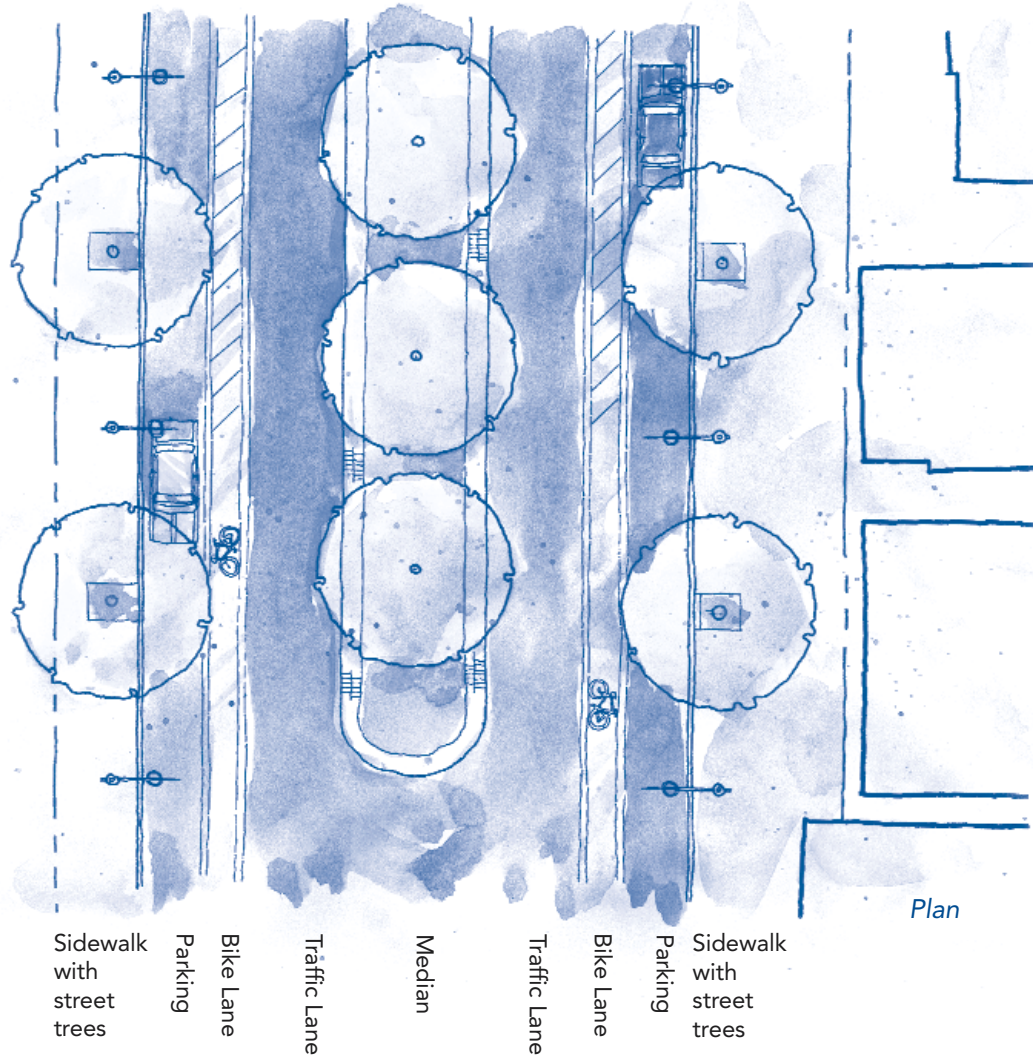 Plan
Sidewalk
with
street
trees
Parking
Bike Lane
Traffic Lane
Median
Traffic Lane
Bike Lane
Parking
Sidewalk
with
street
trees